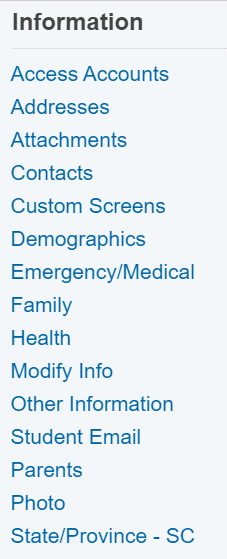 Information
Access Accounts
Addresses
Attachments
Contacts
Custom Screens
Demographics
Emergency/Medical
Family
Health
Modify Info
Other Information
Student Email
Parents
Photo
State/Province - SC